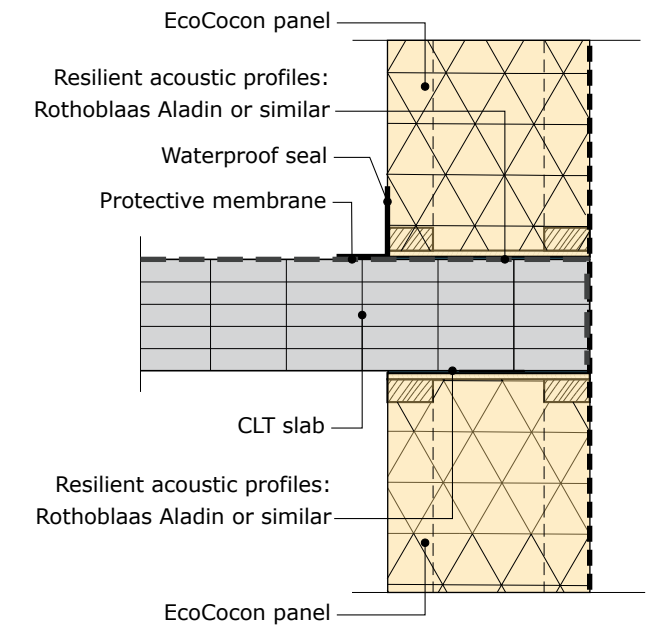 EcoCocon panel
Resilient acoustic profiles:
Rothoblaas Aladin or similar
Waterproof seal
Protective membrane
CLT slab
Resilient acoustic profiles:
Rothoblaas Aladin or similar
EcoCocon panel